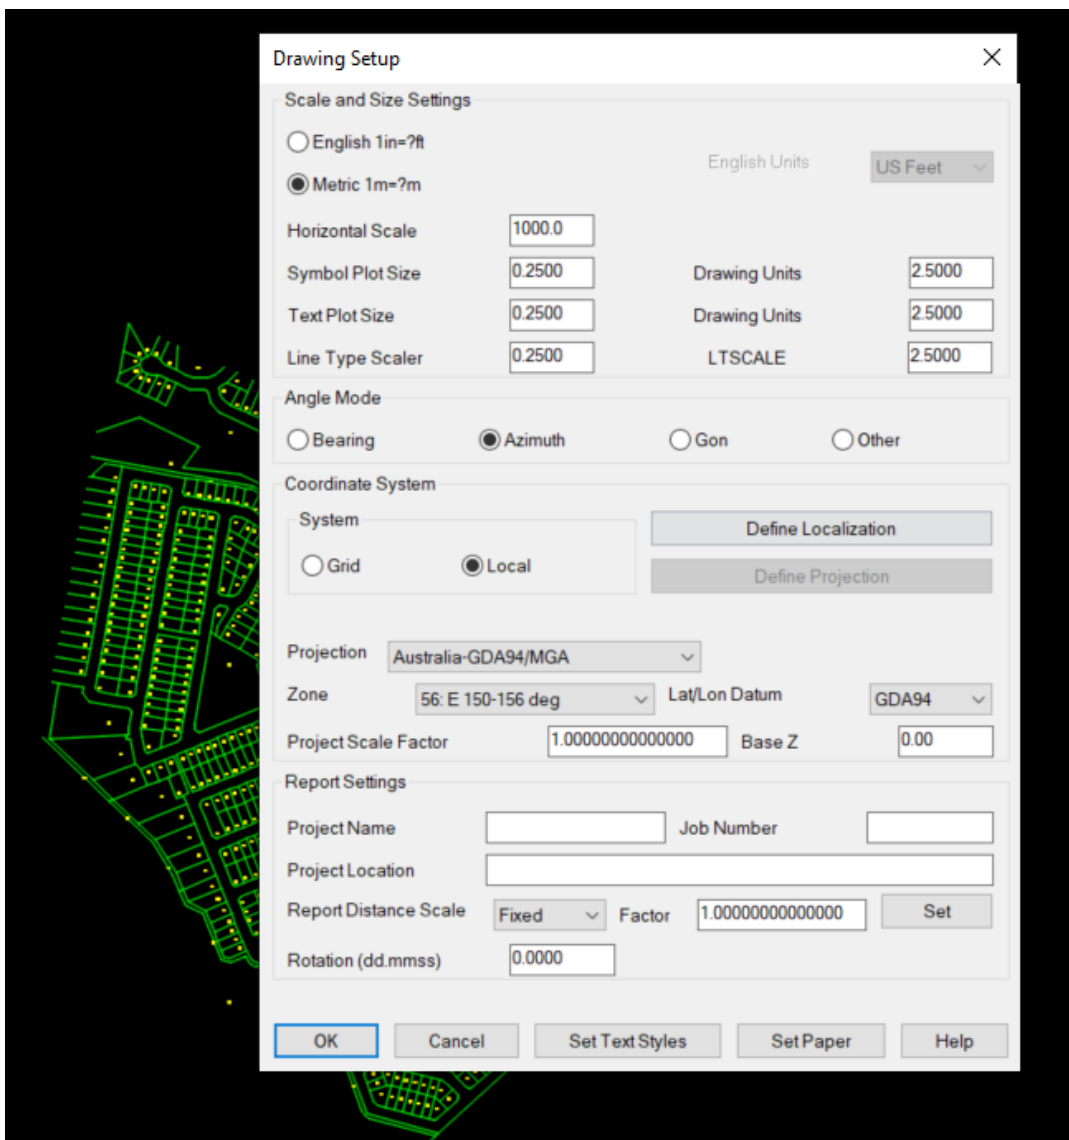 Drawing Setup
Scale and Size Settings
English 1in=?ft
English Units US Feet
Metric 1m=?m
Horizontal Scale 1000.0
Symbol Plot Size 0.2500 Drawing Units 2.5000
Text Plot Size 0.2500 Drawing Units 2.5000
Line Type Scaler 0.2500 LTSCALE 2.5000
Angle Mode
Bearing Azimuth Gon Other
Coordinate System
System
Define Localization
Grid Local
Define Projection
Projection Australia-GDA94/MGA
Zone 56: E 150-156 deg Lat/Lon Datum GDA94
Project Scale Factor 1.00000000000000 Base Z 0.00
Report Settings
Project Name Job Number
Project Location
Report Distance Scale Fixed Factor 1.00000000000000 Set
Rotation (dd.mmss) 0.0000
OK Cancel Set Text Styles Set Paper Help